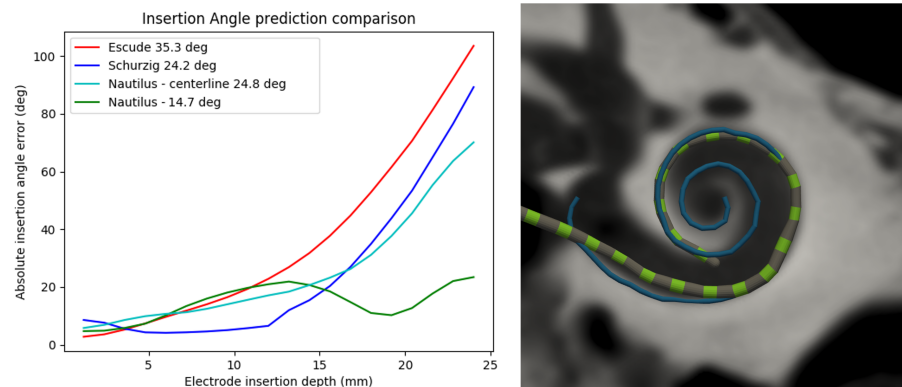 Insertion Angle prediction comparison
Absolute insertion angle error (deg)
100
80
60
40
20
0
Escude 35.3 deg
Schurzig 24.2 deg
Nautilus - centerline 24.8 deg
Nautilus - 14.7 deg
5 10 15 20 25
Electrode insertion depth (mm)